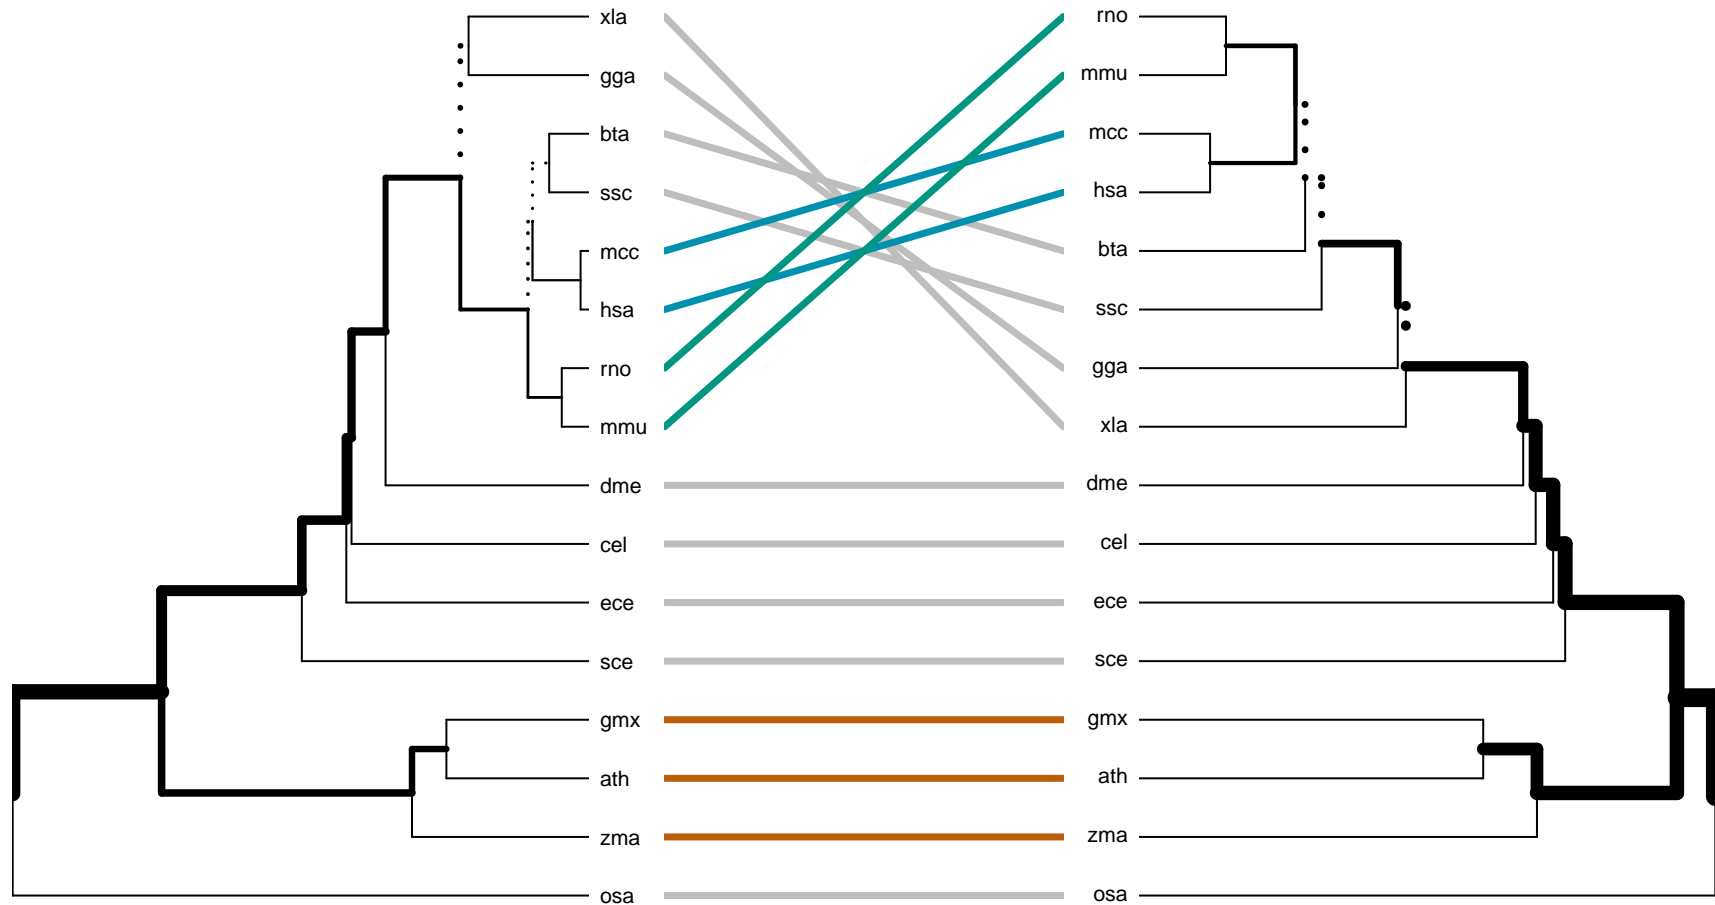 xla rno
gga mmu
bta mcc
ssc hsa
mcc bta
hsa ssc
rno gga
mmu xla
dme dme
cel cel
ece ece
sce sce
gmx gmx
ath ath
zma zma
osa osa